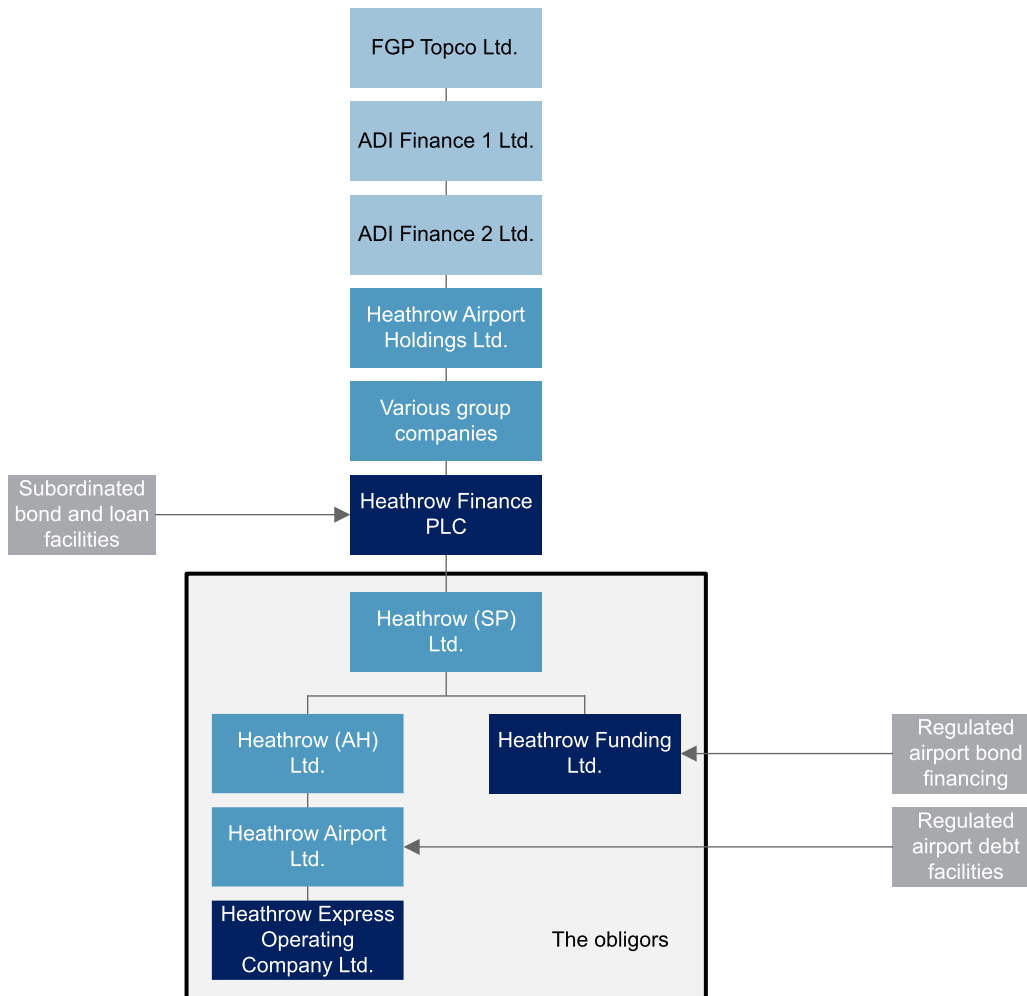 FGP Topco Ltd.
ADI Finance 1 Ltd.
ADI Finance 2 Ltd.
Heathrow Airport
Holdings Ltd.
Various group
companies
Subordinated
bond and loan
facilities
Heathrow Finance
PLC
Heathrow (SP)
Ltd.
Heathrow (AH)
Ltd.
Heathrow Funding
Ltd.
Regulated
airport bond
financing
Heathrow Airport
Ltd.
Regulated
airport debt
facilities
Heathrow Express
Operating
Company Ltd.
The obligors